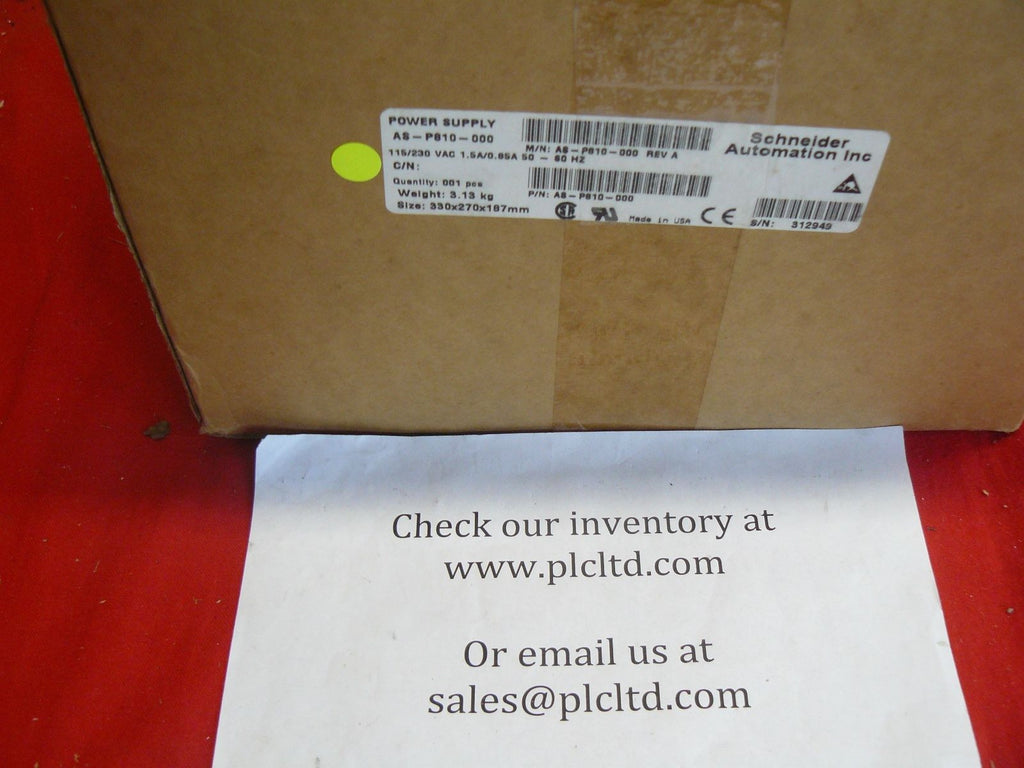 POWER SUPPLY
AS-P810-000
115/230 VAC 1.5A/0.85A 50 - 60 HZ
C/N:
Quantity: 001 pcs
Weight: 3.13 kg
Size: 330x270x187mm
M/N: AS-P810-000 REV A
P/N: AS-P810-000
Made in USA
CE
Schneider
Automation Inc
S/N: 312949
Check our inventory at
www.plcltd.com
Or email us at
sales@plcltd.com